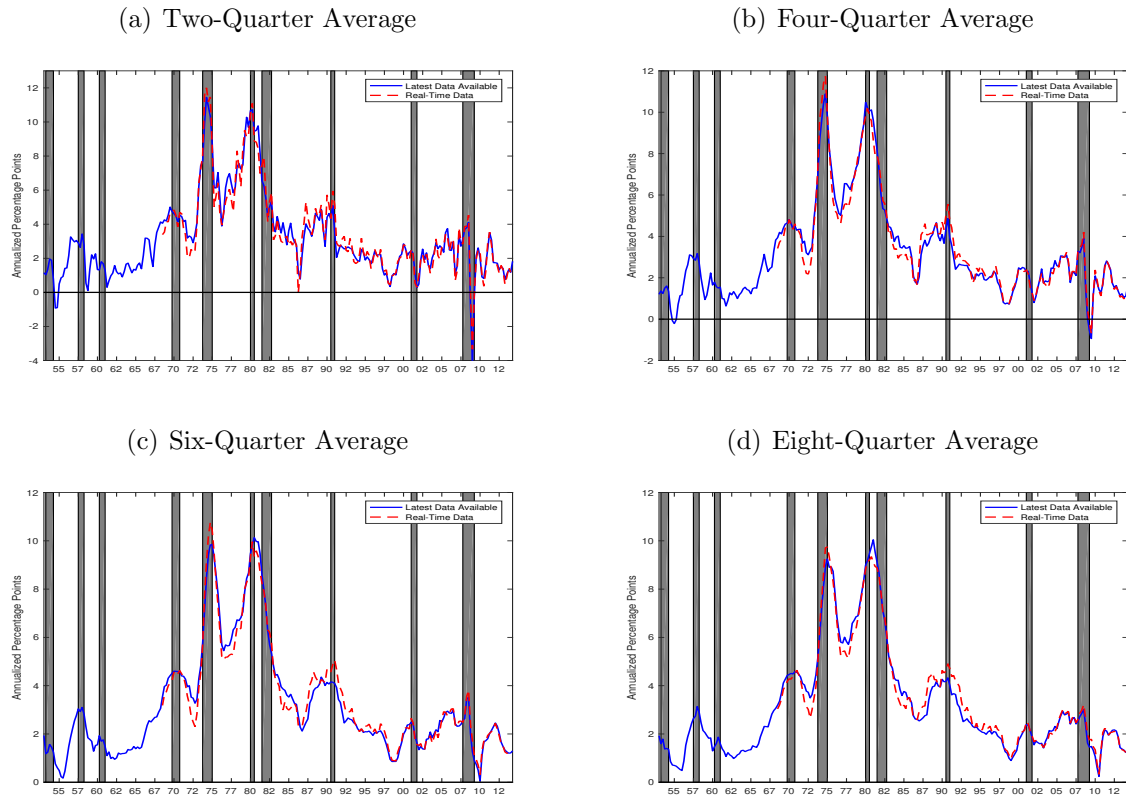 (a) Two-Quarter Average
Annualized Percentage Points
12
10
8
6
4
2
0
-2
-4
Latest Data Available
Real-Time Data
55 57 60 62 65 67 70 72 75 77 80 82 85 87 90 92 95 97 00 02 05 07 10 12
(b) Four-Quarter Average
Annualized Percentage Points
12
10
8
6
4
2
0
-2
Latest Data Available
Real-Time Data
55 57 60 62 65 67 70 72 75 77 80 82 85 87 90 92 95 97 00 02 05 07 10 12
(c) Six-Quarter Average
Annualized Percentage Points
12
10
8
6
4
2
0
Latest Data Available
Real-Time Data
55 57 60 62 65 67 70 72 75 77 80 82 85 87 90 92 95 97 00 02 05 07 10 12
(d) Eight-Quarter Average
Annualized Percentage Points
12
10
8
6
4
2
0
Latest Data Available
Real-Time Data
55 57 60 62 65 67 70 72 75 77 80 82 85 87 90 92 95 97 00 02 05 07 10 12